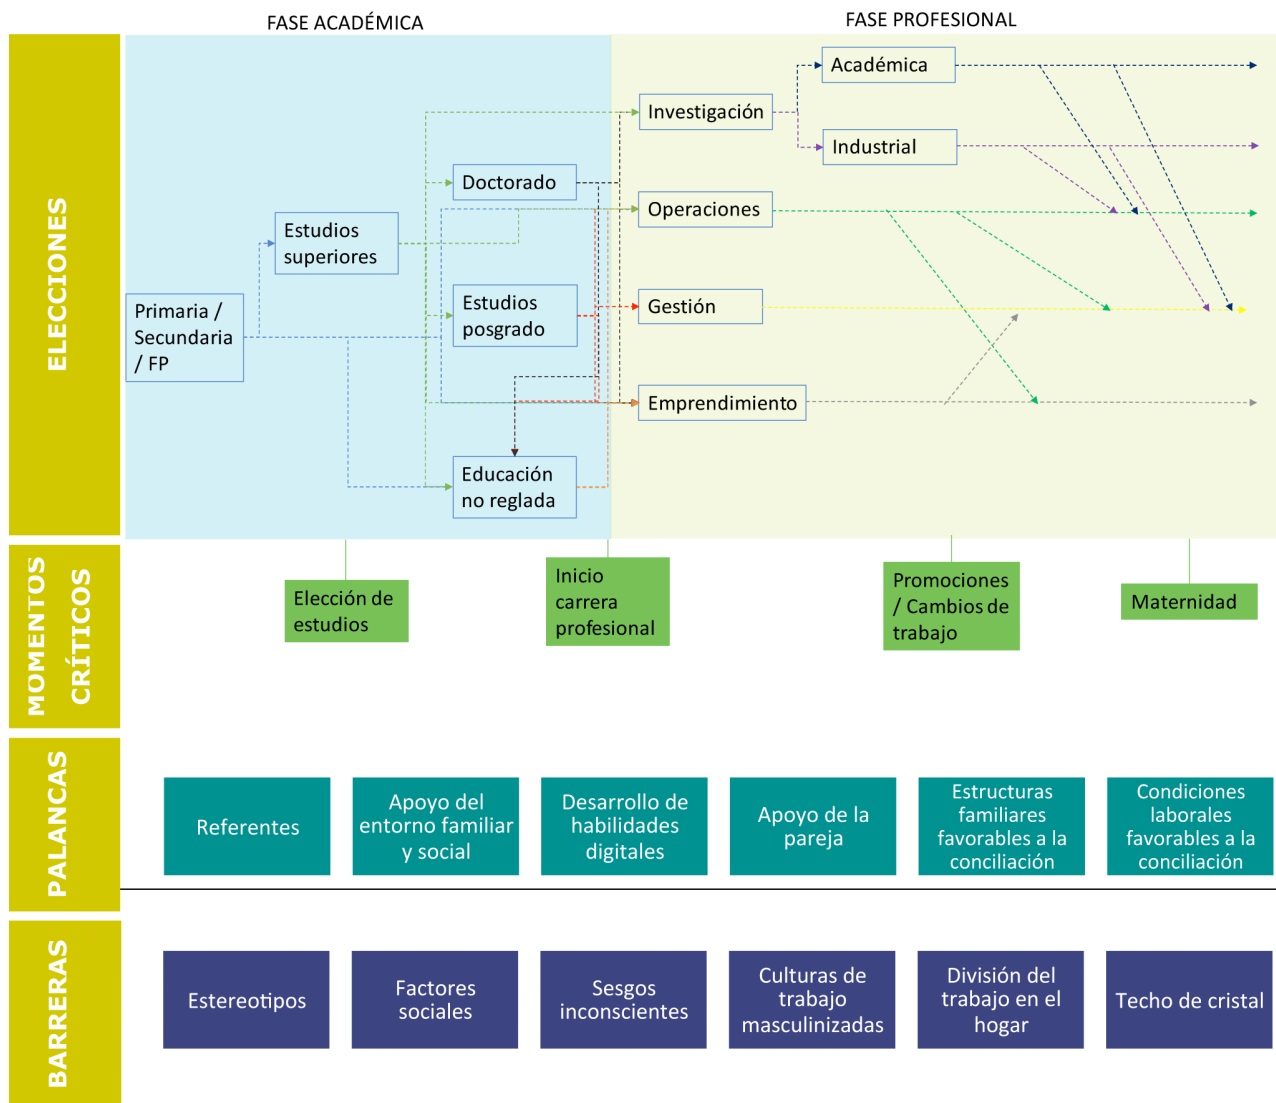 FASE ACADÉMICA
FASE PROFESIONAL
ELECCIONES
Primaria /
Secundaria
/ FP
Estudios
superiores
Doctorado
Estudios
posgrado
Educación
no reglada
Investigación
Académica
Industrial
Operaciones
Gestión
Emprendimiento
MOMENTOS
CRÍTICOS
Elección de
estudios
Inicio
carrera
profesional
Promociones
/ Cambios de
trabajo
Maternidad
PALANCAS
Referentes
Apoyo del
entorno familiar
y social
Desarrollo de
habilidades
digitales
Apoyo de la
pareja
Estructuras
familiares
favorables a la
conciliación
Condiciones
laborales
favorables a la
conciliación
BARRERAS
Estereotipos
Factores
sociales
Sesgos
inconscientes
Culturas de
trabajo
masculinizadas
División del
trabajo en el
hogar
Techo de cristal